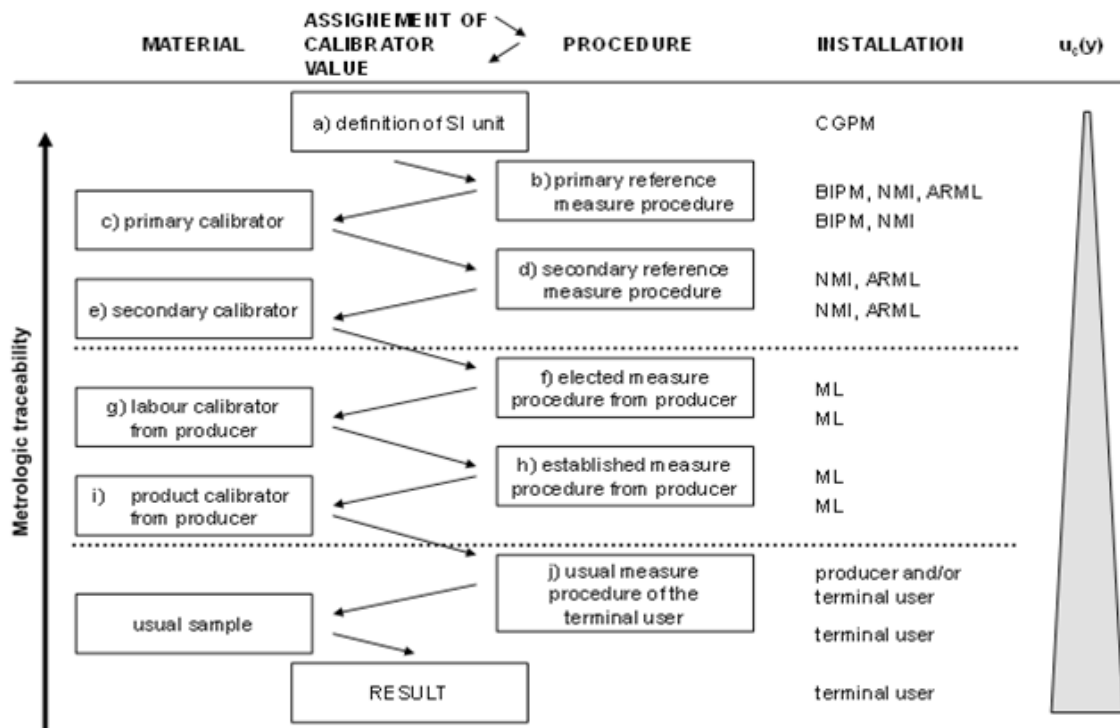 MATERIAL
ASSIGNEMENT OF
CALIBRATOR
VALUE
PROCEDURE
INSTALLATION
uc(y)
a) definition of SI unit
CGPM
b) primary reference
measure procedure
BIPM, NMI, ARML
c) primary calibrator
BIPM, NMI
d) secondary reference
measure procedure
NMI, ARML
e) secondary calibrator
NMI, ARML
f) elected measure
procedure from producer
ML
g) labour calibrator
from producer
ML
h) established measure
procedure from producer
ML
i) product calibrator
from producer
ML
j) usual measure
procedure of the
terminal user
producer and/or
terminal user
usual sample
terminal user
RESULT
terminal user
Metrologic traceability